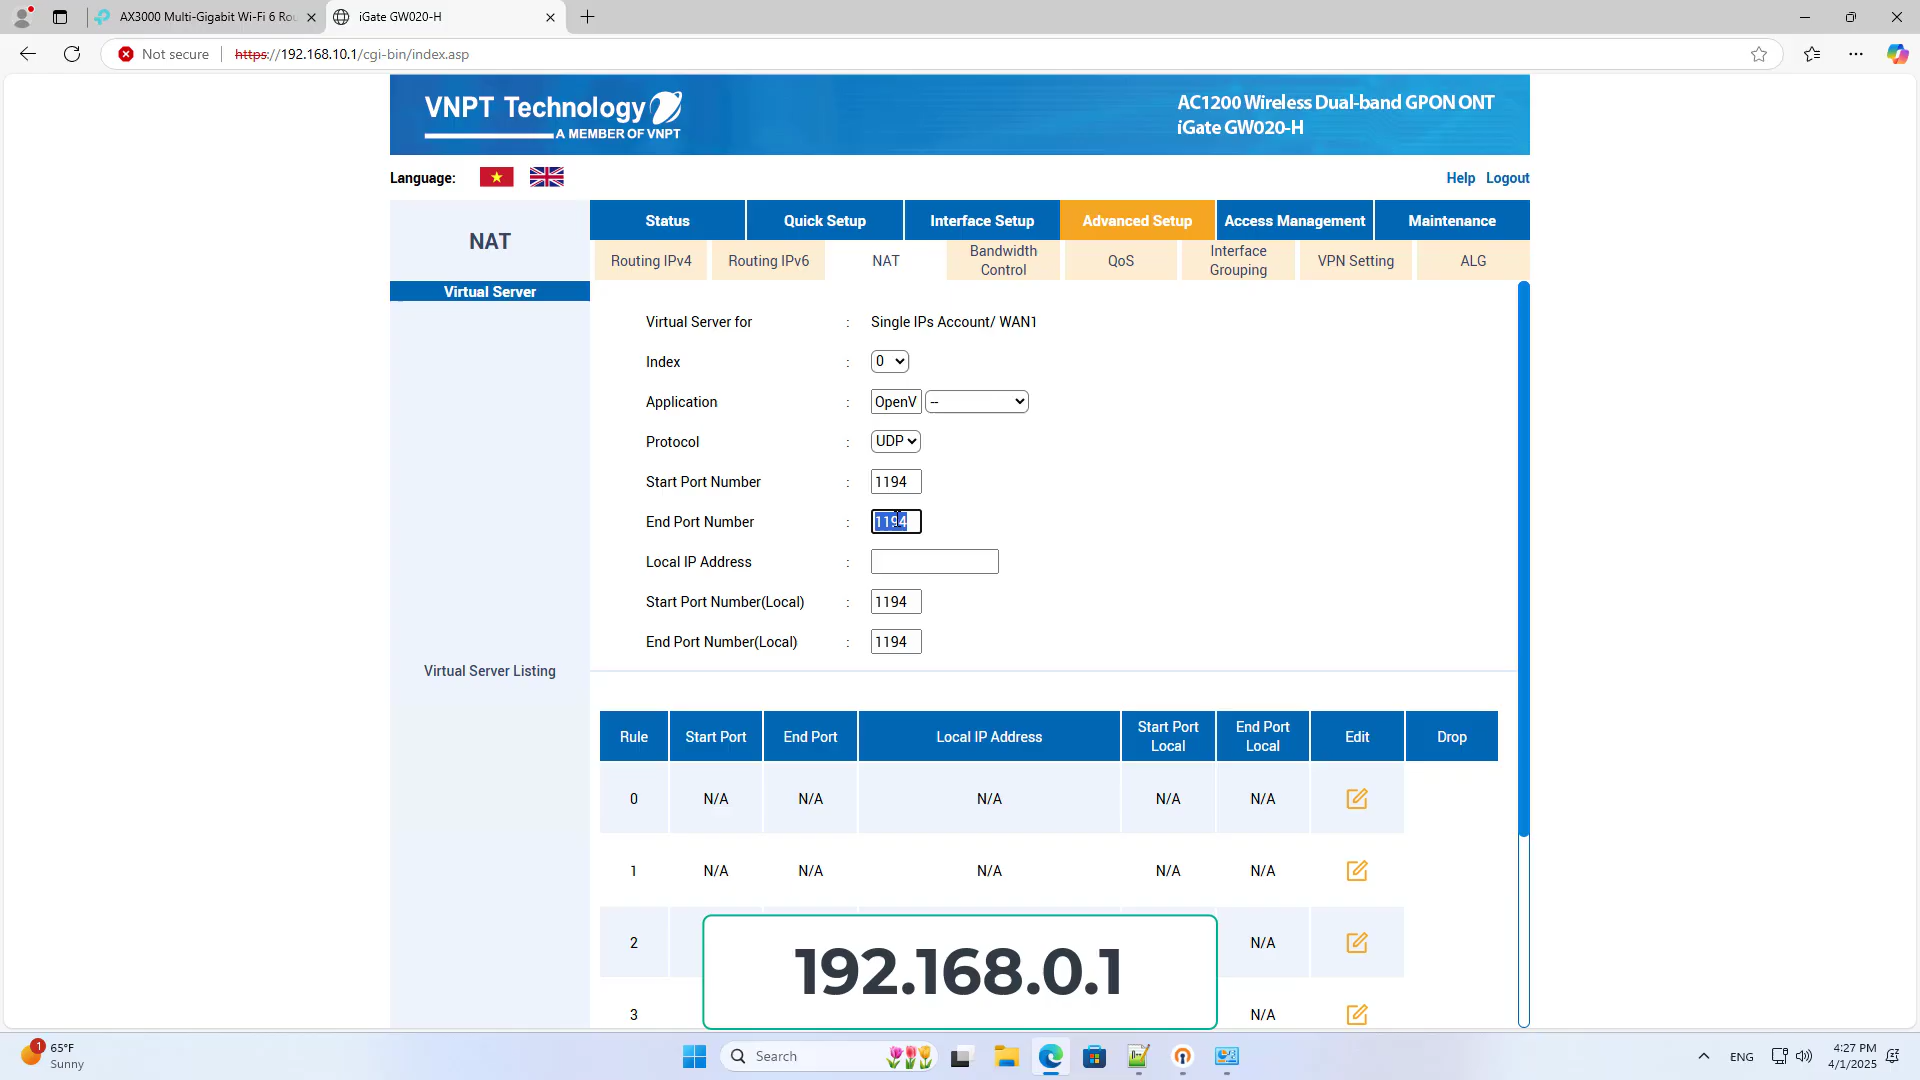 AX3000 Multi-Gigabit Wi-Fi 6 Rou
iGate GW020-H
Not secure
https://192.168.10.1/cgi-bin/index.asp
VNPT Technology
A MEMBER OF VNPT
AC1200 Wireless Dual-band GPON ONT
iGate GW020-H
Language:
Help Logout
NAT
Status Quick Setup Interface Setup Advanced Setup Access Management Maintenance
Routing IPv4 Routing IPv6 NAT Bandwidth Control QoS Interface Grouping VPN Setting ALG
Virtual Server
Virtual Server for : Single IPs Account/ WAN1
Index : 0
Application : OpenV --
Protocol : UDP
Start Port Number : 1194
End Port Number : 1194
Local IP Address :
Start Port Number(Local) : 1194
End Port Number(Local) : 1194
Virtual Server Listing
Rule Start Port End Port Local IP Address Start Port Local End Port Local Edit Drop
0 N/A N/A N/A N/A N/A
1 N/A N/A N/A N/A N/A
2 N/A
3 N/A
192.168.0.1
1
65°F
Sunny
Search
ENG
4:27 PM
4/1/2025